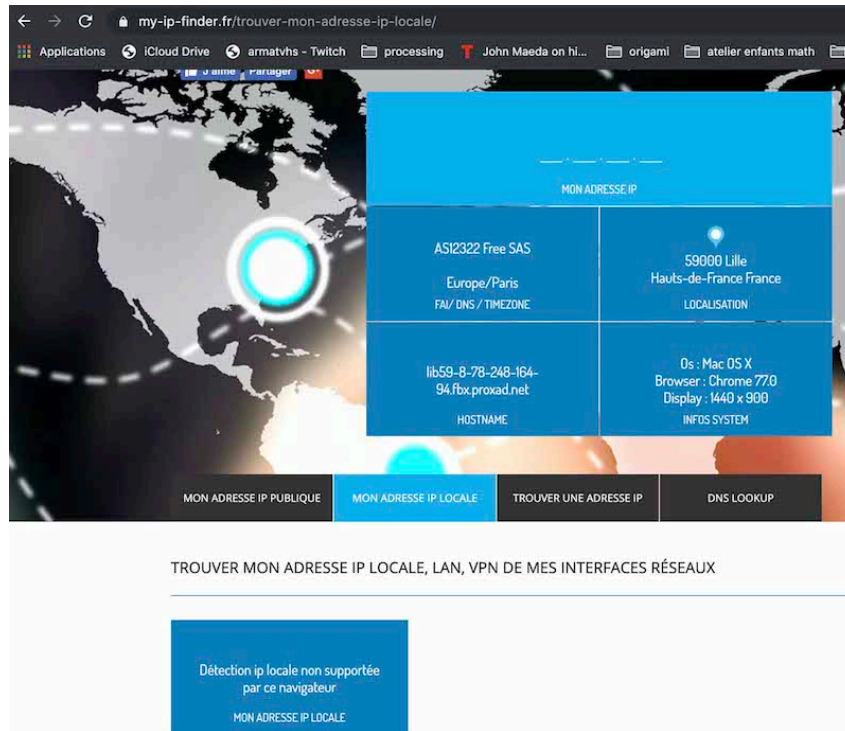 my-ip-finder.fr/trouver-mon-adresse-ip-locale/
Applications iCloud Drive armatvhs - Twitch processing John Maeda on hi... origami atelier enfants math
J'aime Partager G+
__.__.__.__
MON ADRESSE IP
AS12322 Free SAS
Europe/Paris
FAI/ DNS / TIMEZONE
59000 Lille
Hauts-de-France France
LOCALISATION
lib59-8-78-248-164-
94.fbx.proxad.net
HOSTNAME
Os : Mac OS X
Browser : Chrome 77.0
Display : 1440 x 900
INFOS SYSTEM
MON ADRESSE IP PUBLIQUE MON ADRESSE IP LOCALE TROUVER UNE ADRESSE IP DNS LOOKUP
TROUVER MON ADRESSE IP LOCALE, LAN, VPN DE MES INTERFACES RÉSEAUX
Détection ip locale non supportée
par ce navigateur
MON ADRESSE IP LOCALE